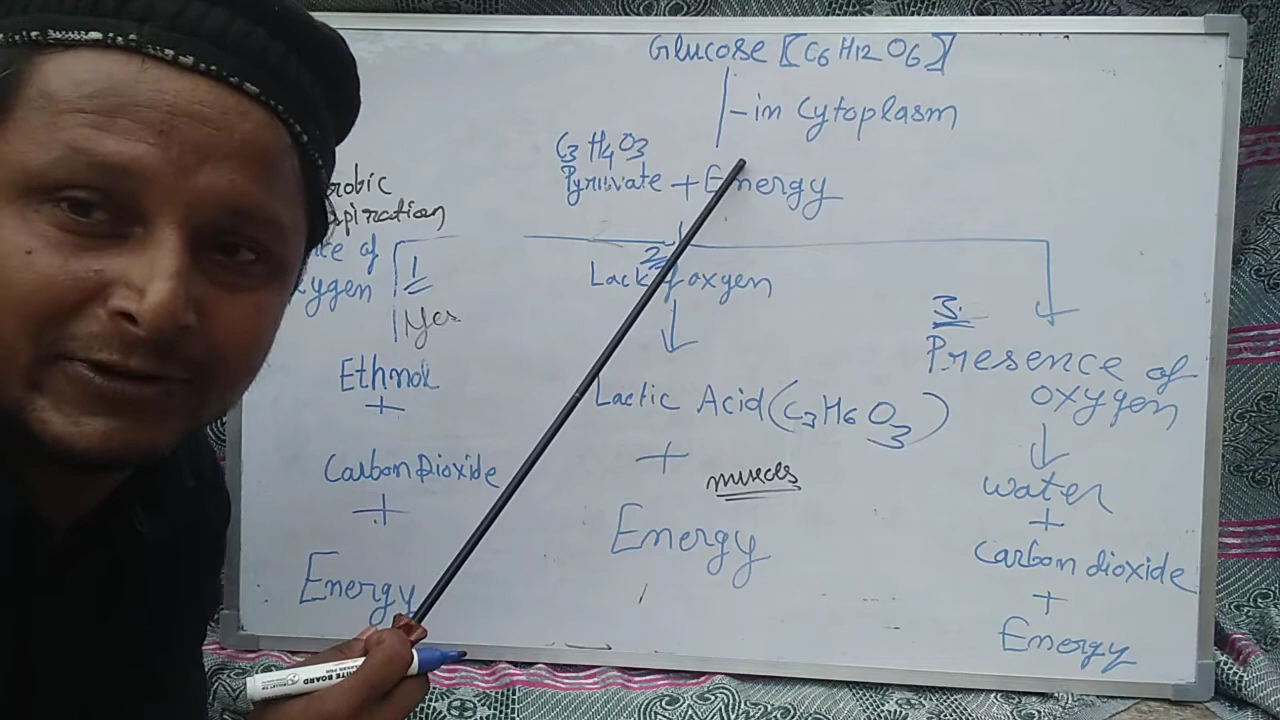 Glucose [C6 H12 O6]
- in Cytoplasm
C3 H4 O3
Pyruvate + Energy
robic
spiration
ce of
xygen
1
Yes
Ethnol
+
Carbon Dioxide
+
Energy
2
Lack of oxygen
Lactic Acid (C3 H6 O3)
+
muscles
Energy
3.
Presence of
oxygen
water
+
carbon dioxide
+
Energy